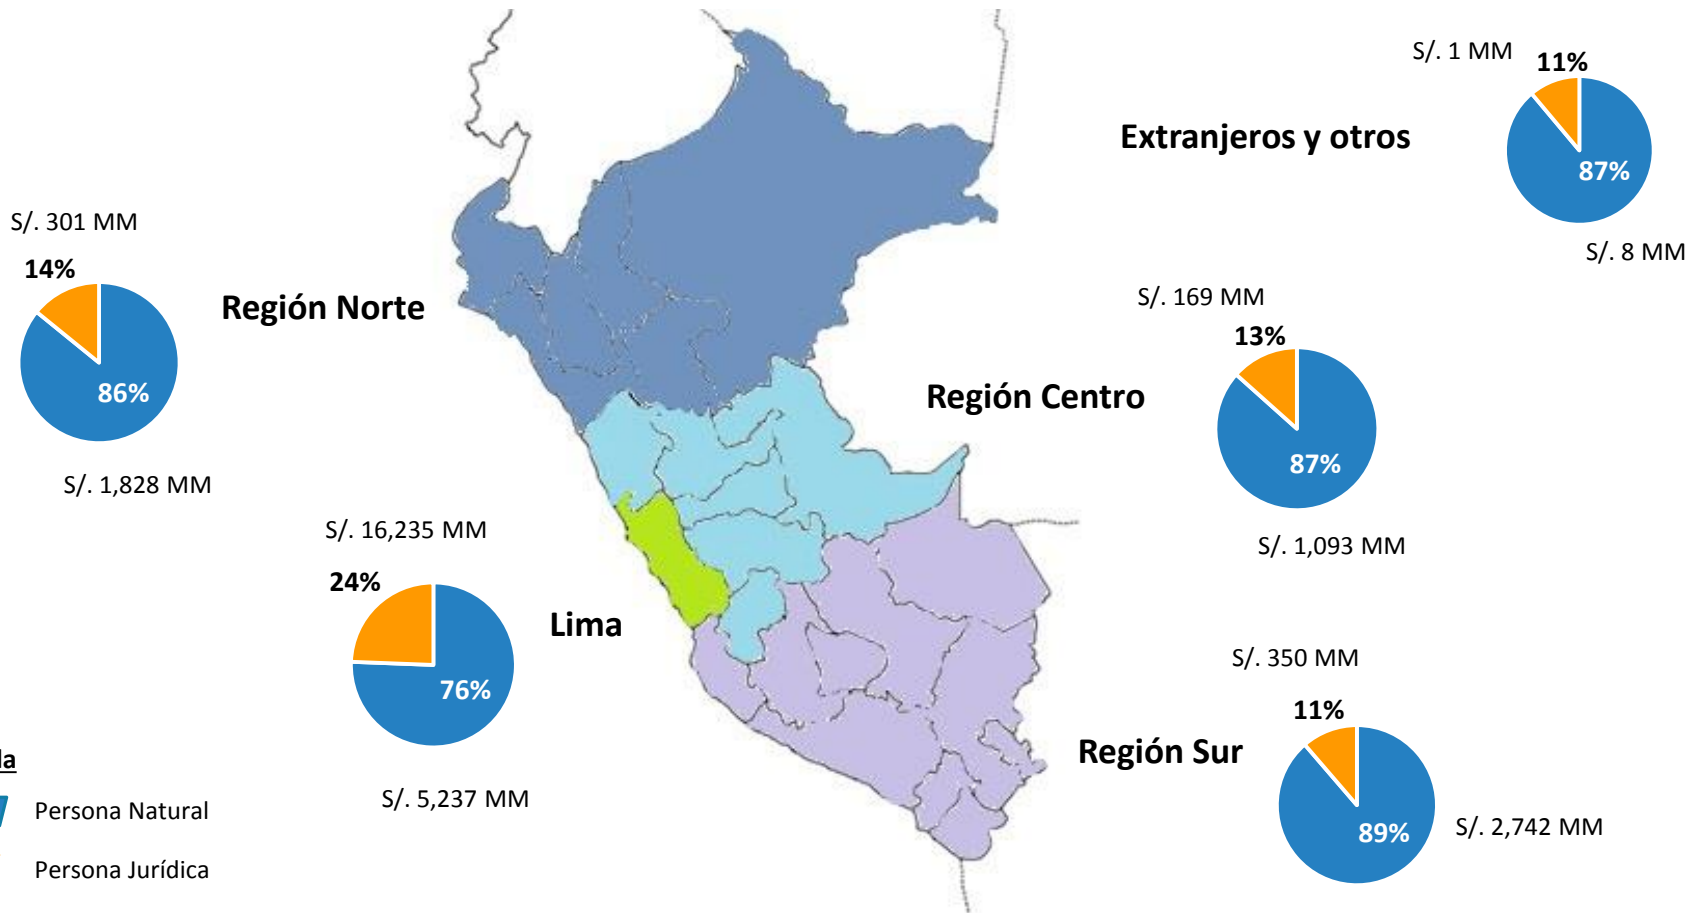 S/. 1 MM
11%
Extranjeros y otros
87%
S/. 8 MM
S/. 301 MM
14%
Región Norte
86%
S/. 1,828 MM
S/. 169 MM
13%
Región Centro
87%
S/. 1,093 MM
S/. 16,235 MM
24%
Lima
76%
S/. 5,237 MM
S/. 350 MM
11%
Región Sur
89%
S/. 2,742 MM
da
Persona Natural
Persona Jurídica